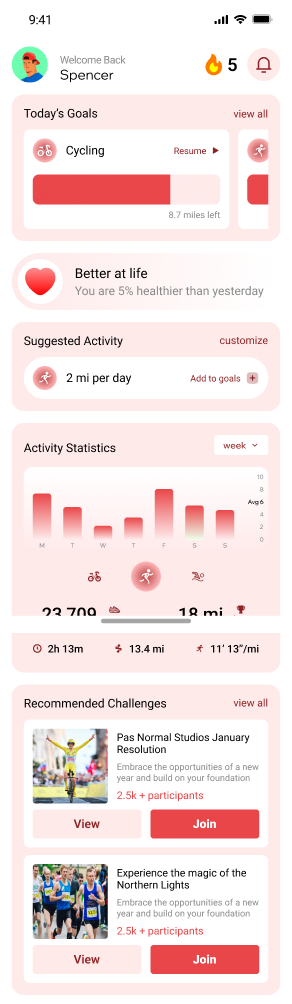 9:41
Welcome Back
Spencer
5
Today's Goals
view all
Cycling
Resume
8.7 miles left
Better at life
You are 5% healthier than yesterday
Suggested Activity
customize
2 mi per day
Add to goals
Activity Statistics
week
10
8
Avg 6
4
2
0
M T W T F S S
23,709
18 mi
2h 13m
13.4 mi
11' 13"/mi
Recommended Challenges
view all
Pas Normal Studios January
Resolution
Embrace the opportunities of a new
year and build on your foundation
2.5k + participants
View
Join
Experience the magic of the
Northern Lights
Embrace the opportunities of a new
year and build on your foundation
2.5k + participants
View
Join